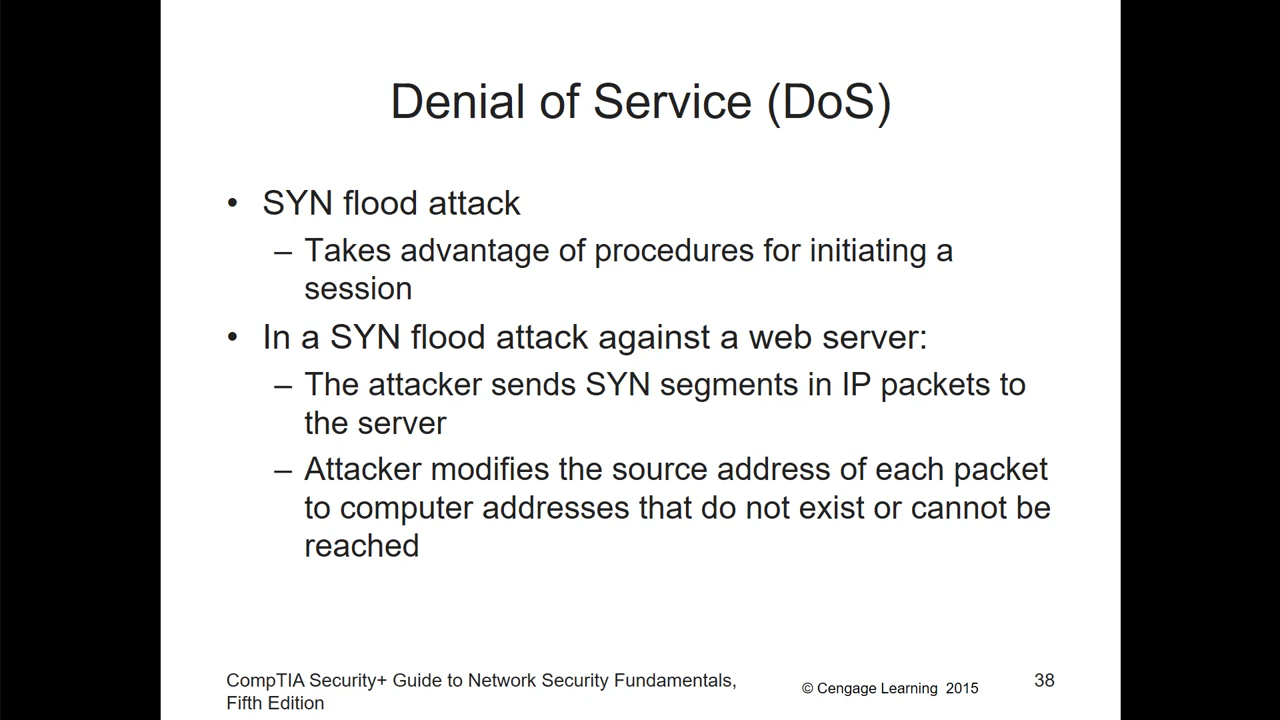 Denial of Service (DoS)
• SYN flood attack
– Takes advantage of procedures for initiating a
session
• In a SYN flood attack against a web server:
– The attacker sends SYN segments in IP packets to
the server
– Attacker modifies the source address of each packet
to computer addresses that do not exist or cannot be
reached
CompTIA Security+ Guide to Network Security Fundamentals,
Fifth Edition
© Cengage Learning 2015
38